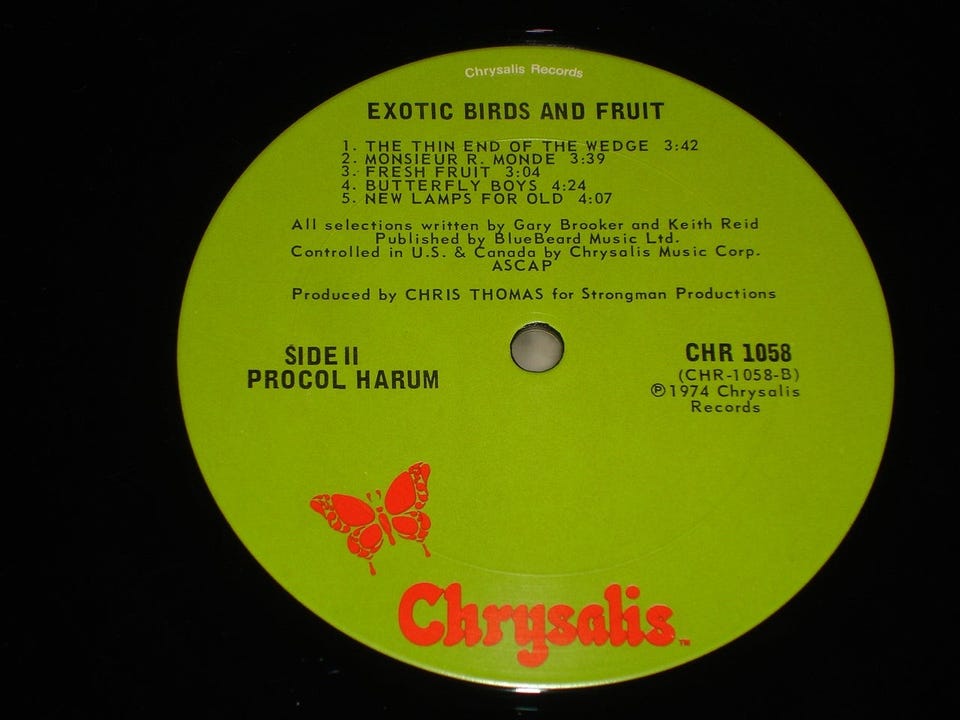 Chrysalis Records
EXOTIC BIRDS AND FRUIT
1. THE THIN END OF THE WEDGE 3:42
2. MONSIEUR R. MONDE 3:39
3. FRESH FRUIT 3:04
4. BUTTERFLY BOYS 4:24
5. NEW LAMPS FOR OLD 4:07
All selections written by Gary Brooker and Keith Reid
Published by BlueBeard Music Ltd.
Controlled in U.S. & Canada by Chrysalis Music Corp.
ASCAP
Produced by CHRIS THOMAS for Strongman Productions
SIDE II
PROCOL HARUM
CHR 1058
(CHR-1058-B)
℗1974 Chrysalis
Records
Chrysalis™